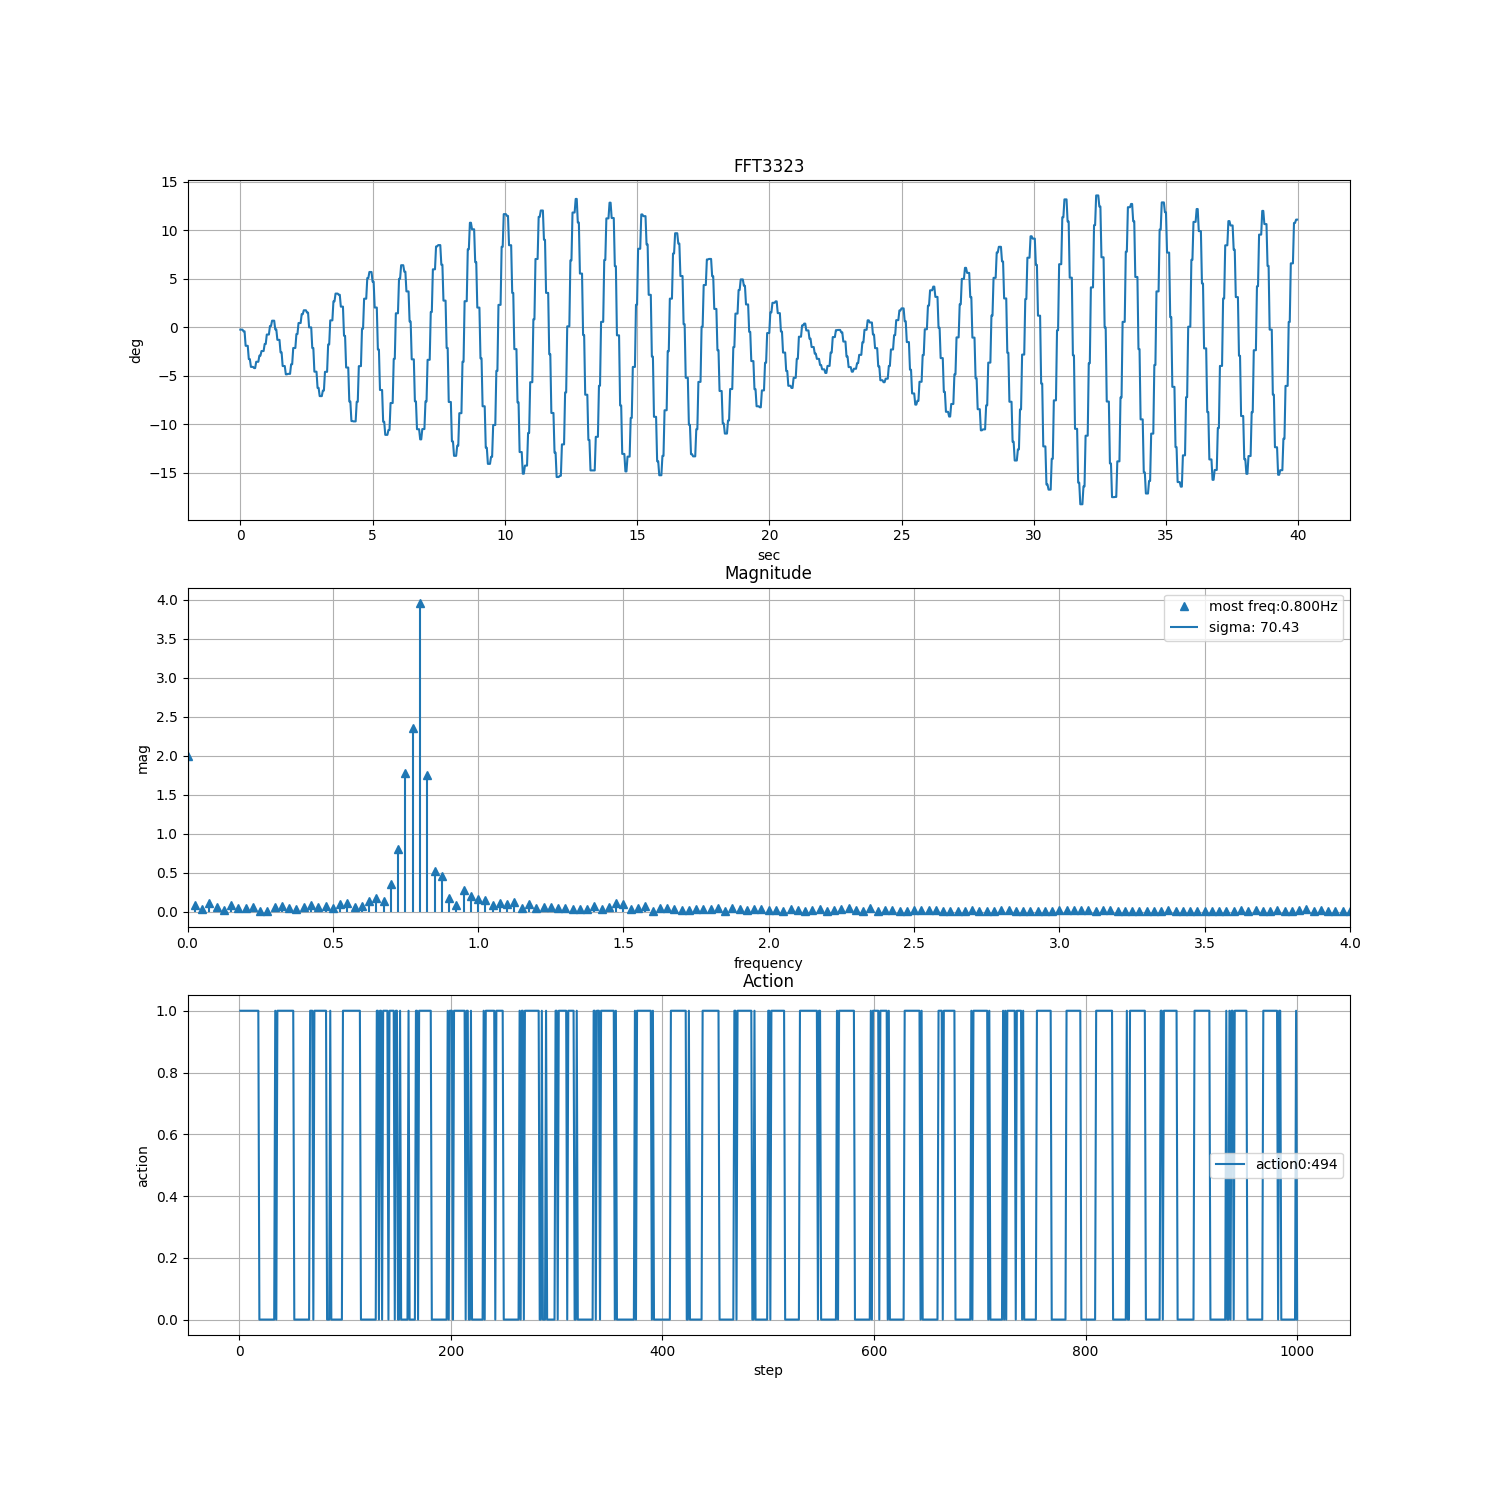 FFT3323
15
10
5
0
−5
−10
−15
deg
0 5 10 15 20 25 30 35 40
sec
Magnitude
4.0
3.5
3.0
2.5
2.0
1.5
1.0
0.5
0.0
mag
most freq:0.800Hz
sigma: 70.43
0.0 0.5 1.0 1.5 2.0 2.5 3.0 3.5 4.0
frequency
Action
1.0
0.8
0.6
0.4
0.2
0.0
action
action0:494
0 200 400 600 800 1000
step